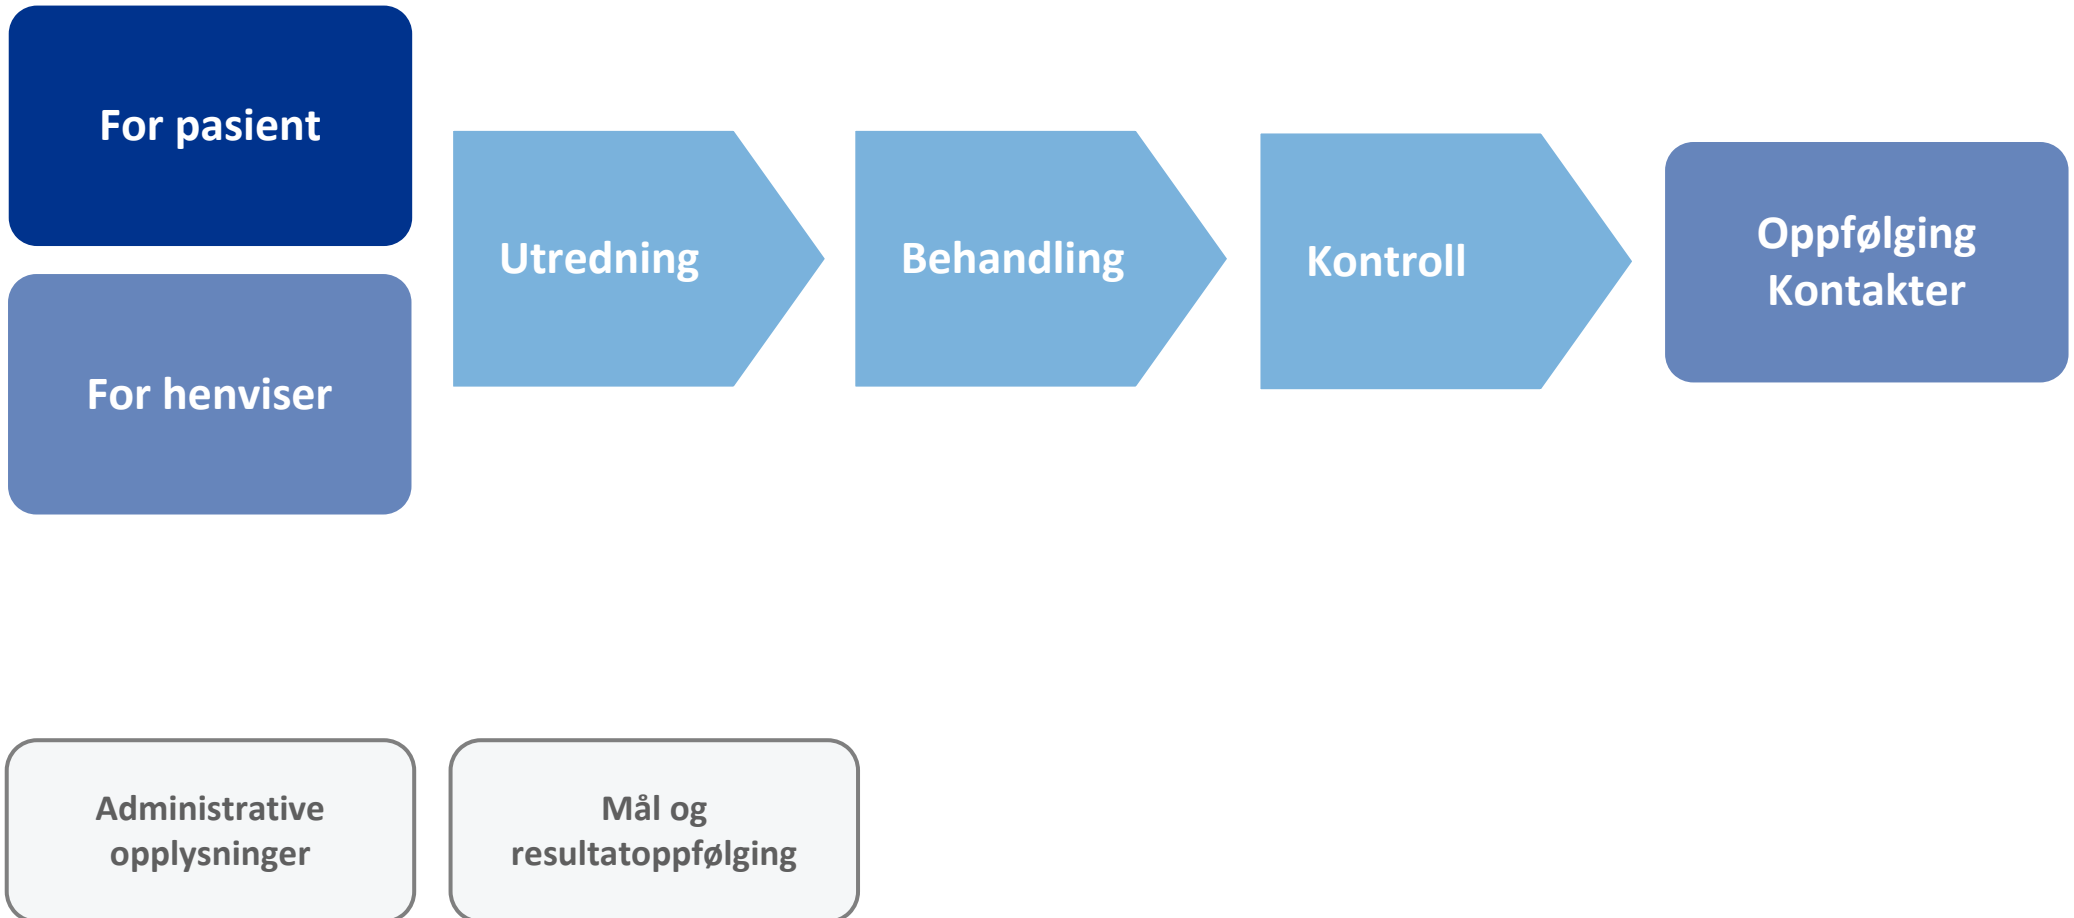 For pasient
For henviser
Utredning
Behandling
Kontroll
Oppfølging
Kontakter
Administrative
opplysninger
Mål og
resultatoppfølging